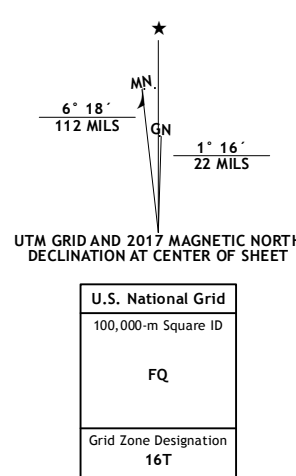 ★
MN.
6° 18´
112 MILS
GN
1° 16´
22 MILS
UTM GRID AND 2017 MAGNETIC NORTH
DECLINATION AT CENTER OF SHEET
U.S. National Grid
100,000-m Square ID
FQ
Grid Zone Designation
16T